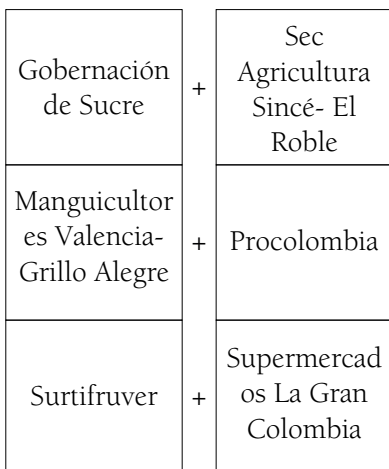 Gobernación
de Sucre
+
Sec
Agricultura
Sincé- El
Roble
Manguicultor
es Valencia-
Grillo Alegre
+
Procolombia
Surtifruver
+
Supermercad
os La Gran
Colombia